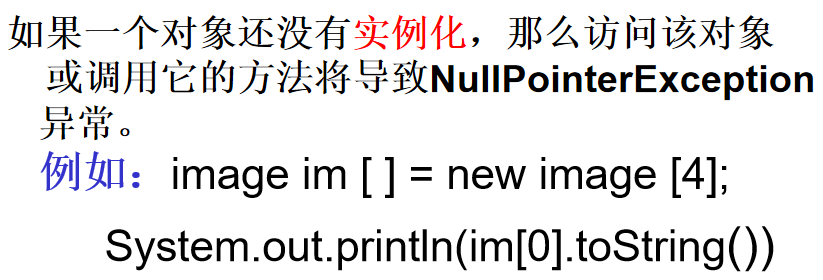 如果一个对象还没有实例化，那么访问该对象
或调用它的方法将导致NullPointerException
异常。
例如：image im [ ] = new image [4];
System.out.println(im[0].toString())